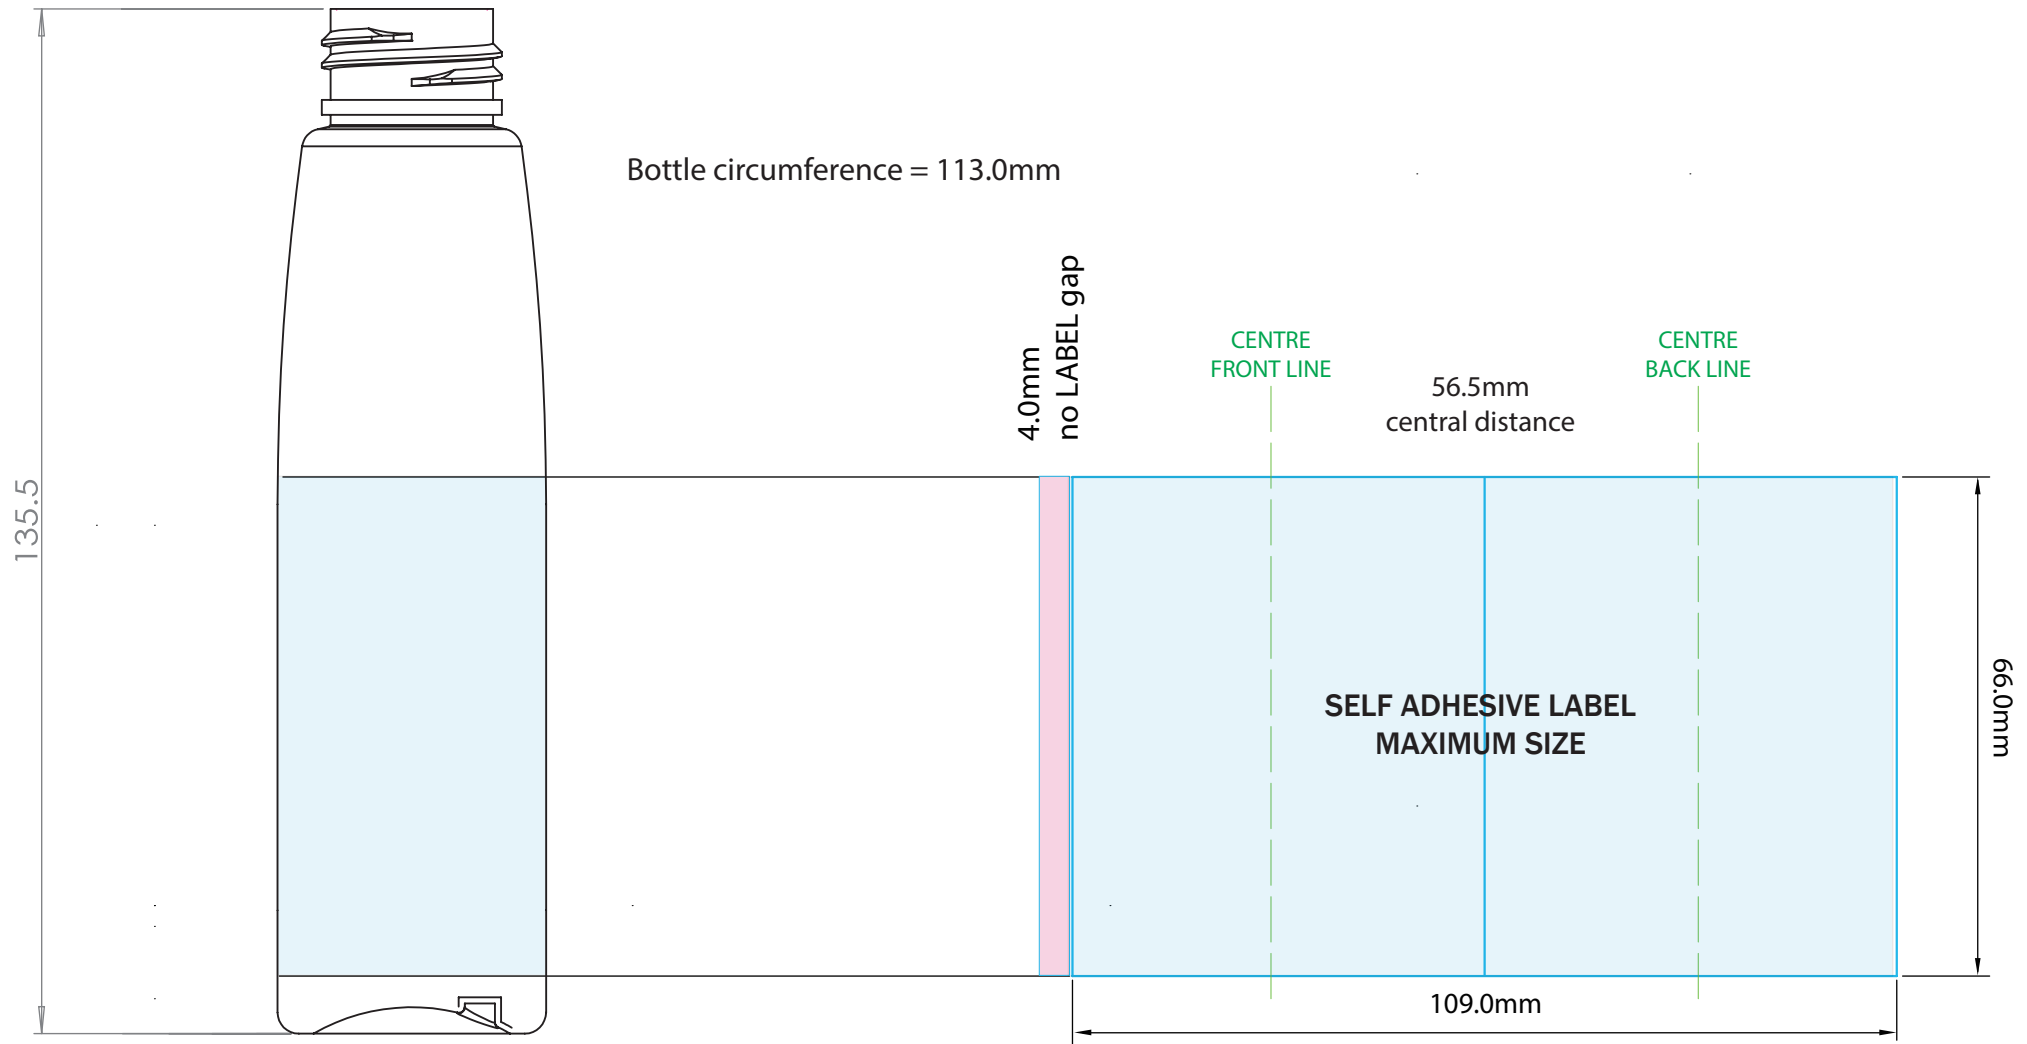 Bottle circumference = 113.0mm
135.5
4.0mm
no LABEL gap
CENTRE
FRONT LINE
56.5mm
central distance
CENTRE
BACK LINE
SELF ADHESIVE LABEL
MAXIMUM SIZE
66.0mm
109.0mm